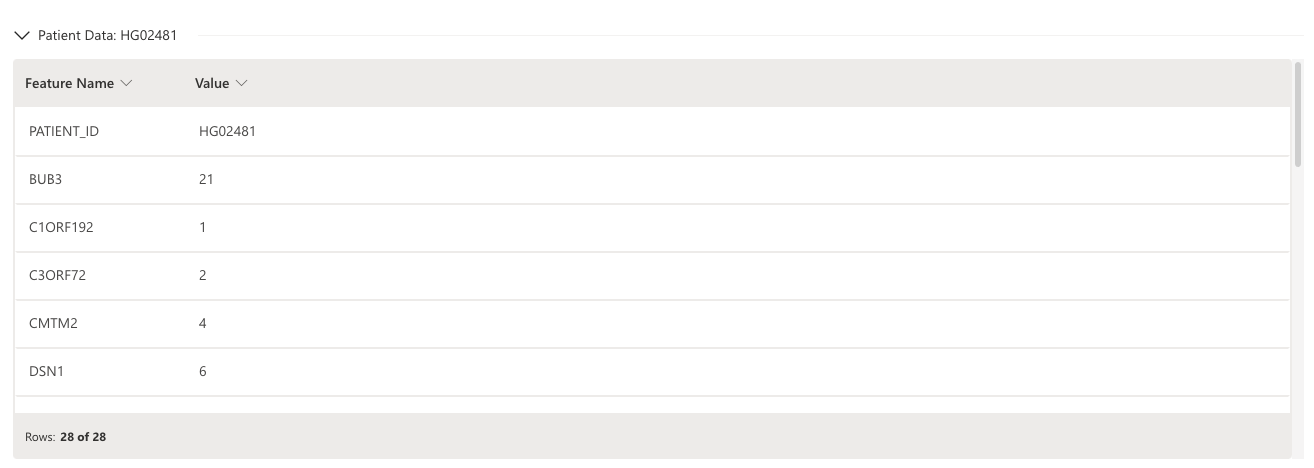 Patient Data: HG02481
Feature Name Value
PATIENT_ID HG02481
BUB3 21
C1ORF192 1
C3ORF72 2
CMTM2 4
DSN1 6
Rows: 28 of 28